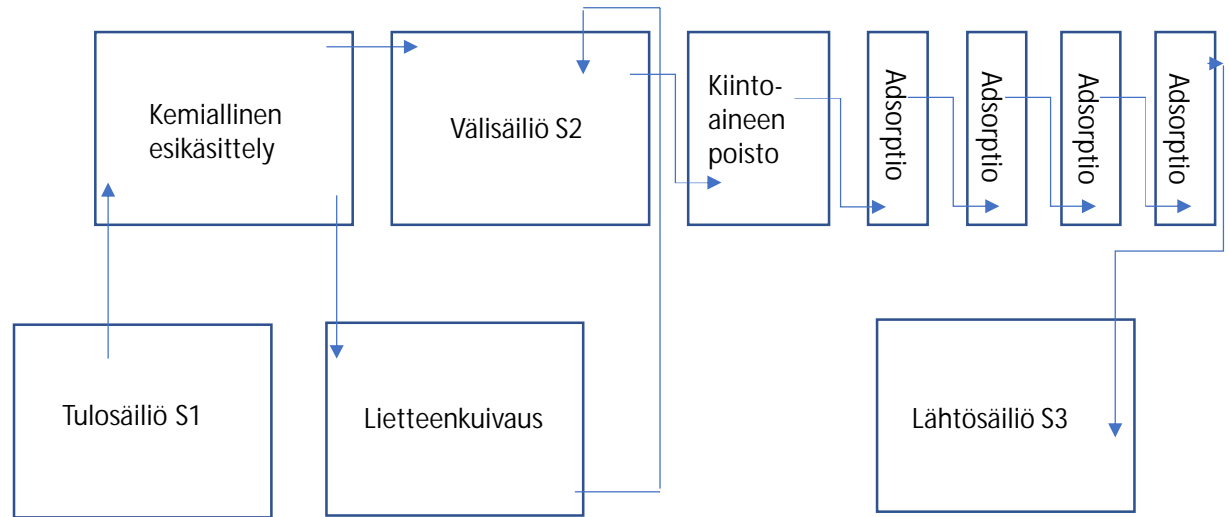 Kemiallinen
esikäsittely
Välisäiliö S2
Kiinto-
aineen
poisto
Adsorptio
Adsorptio
Adsorptio
Adsorptio
Tulosäiliö S1
Lietteenkuivaus
Lähtösäiliö S3